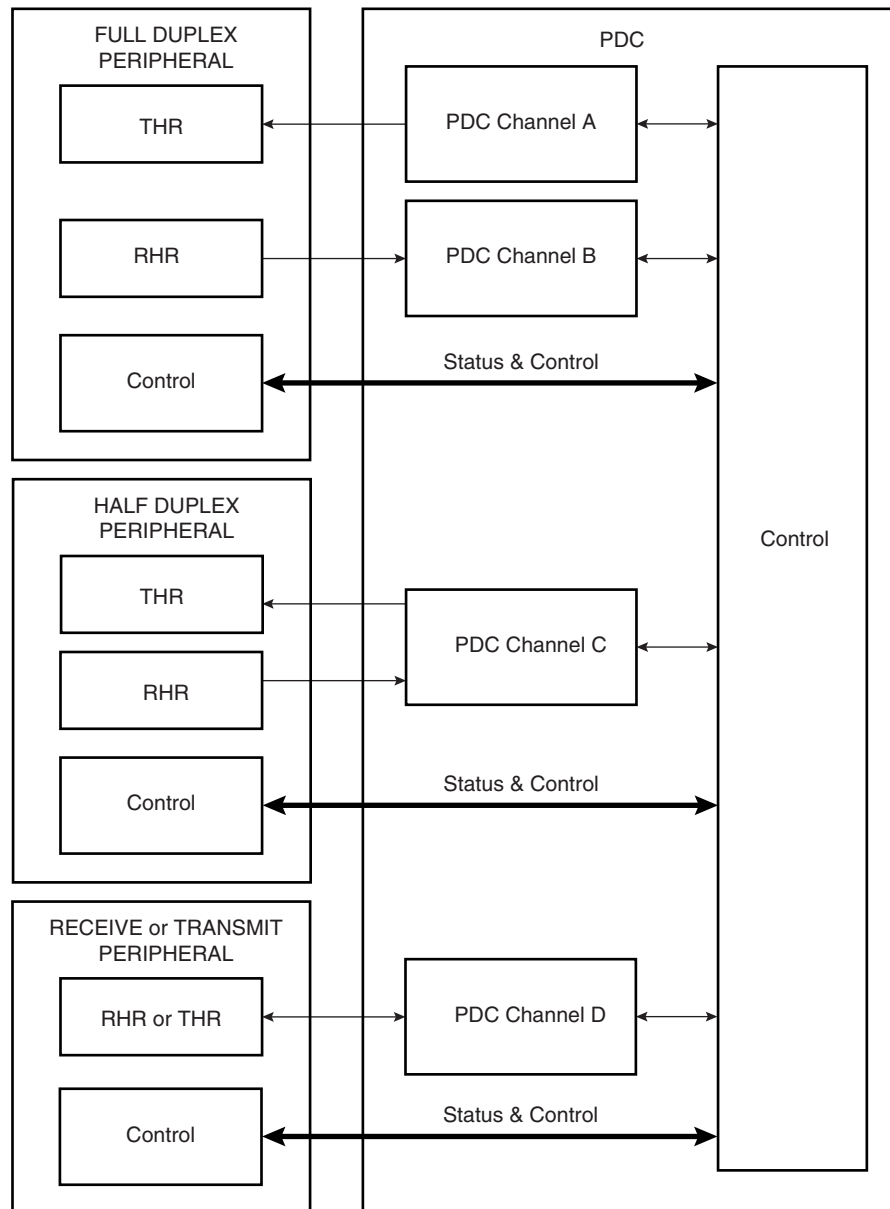 FULL DUPLEX
PERIPHERAL
THR
RHR
Control
PDC
PDC Channel A
PDC Channel B
Status & Control
HALF DUPLEX
PERIPHERAL
THR
RHR
Control
PDC Channel C
Control
Status & Control
RECEIVE or TRANSMIT
PERIPHERAL
RHR or THR
Control
PDC Channel D
Status & Control